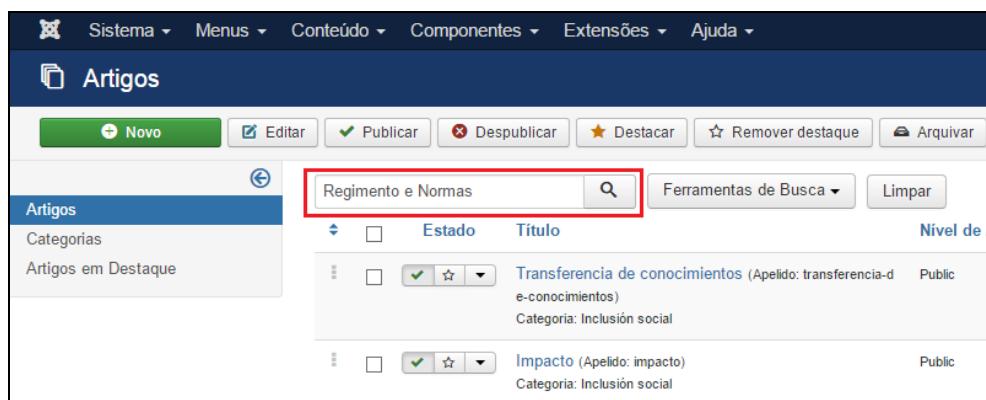 Sistema Menus Conteúdo Componentes Extensões Ajuda
Artigos
Novo Editar Publicar Despublicar Destacar Remover destaque Arquivar
Regimento e Normas Ferramentas de Busca Limpar
Artigos
Categorias
Artigos em Destaque
Estado Título Nível de
Transferencia de conocimientos (Apelido: transferencia-d Public
e-conocimientos)
Categoria: Inclusión social
Impacto (Apelido: impacto) Public
Categoria: Inclusión social